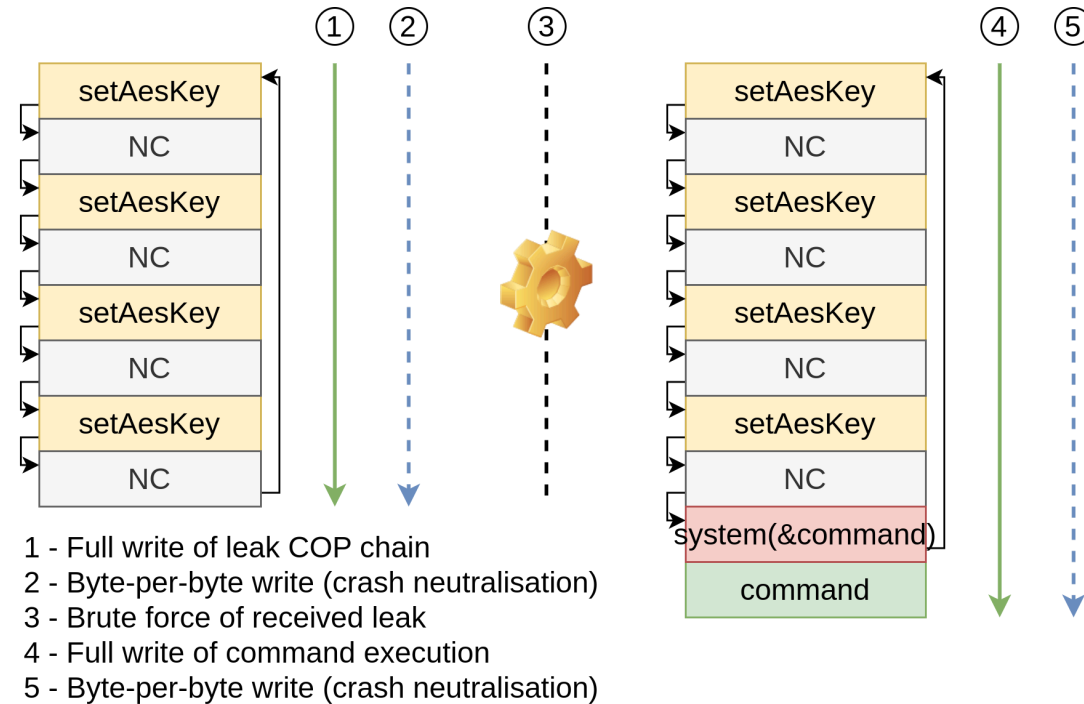 1
2
3
4
5
setAesKey
NC
setAesKey
NC
setAesKey
NC
setAesKey
NC
setAesKey
NC
setAesKey
NC
setAesKey
NC
setAesKey
NC
system(&command)
command
1 - Full write of leak COP chain
2 - Byte-per-byte write (crash neutralisation)
3 - Brute force of received leak
4 - Full write of command execution
5 - Byte-per-byte write (crash neutralisation)